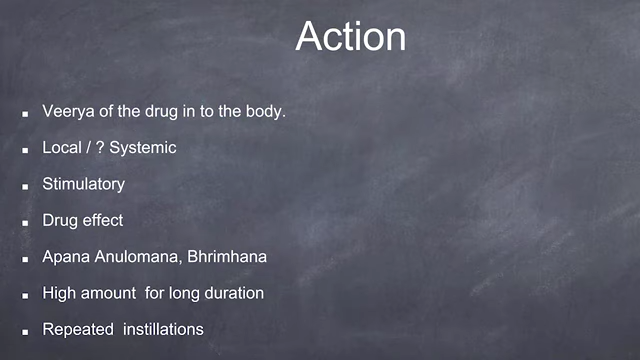 Action
Veerya of the drug in to the body.
Local / ? Systemic
Stimulatory
Drug effect
Apana Anulomana, Bhrimhana
High amount  for long duration
Repeated  instillations